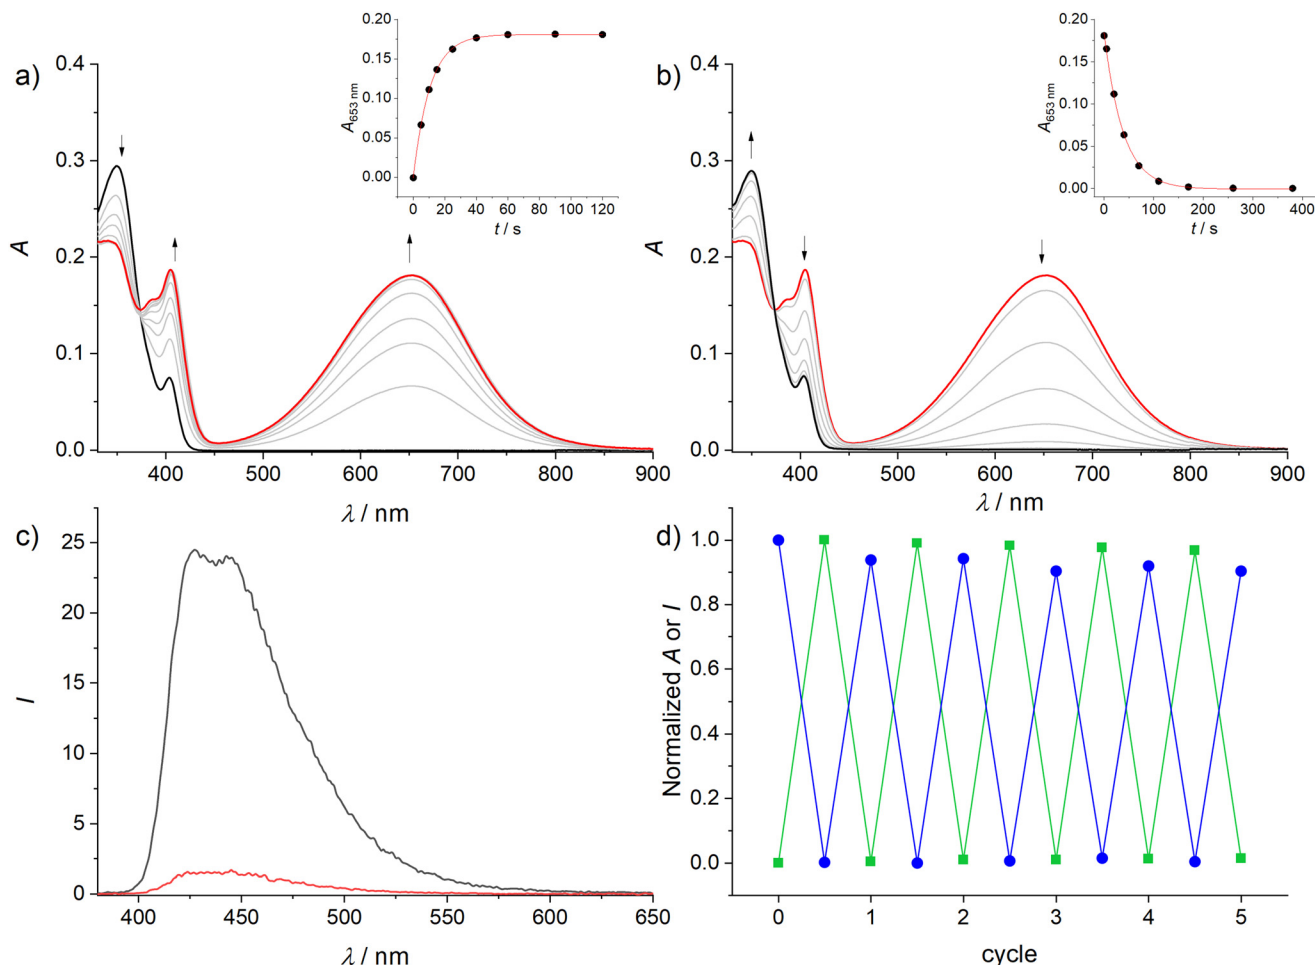 a)
A
0.4
0.3
0.2
0.1
0.0
400 500 600 700 800 900
λ / nm
A653 nm
0.20
0.15
0.10
0.05
0.00
0 20 40 60 80 100 120
t / s
b)
A
0.4
0.3
0.2
0.1
0.0
400 500 600 700 800 900
λ / nm
A653 nm
0.20
0.15
0.10
0.05
0.00
0 100 200 300 400
t / s
c)
I
25
20
15
10
5
0
400 450 500 550 600 650
λ / nm
d)
Normalized A or I
1.0
0.8
0.6
0.4
0.2
0.0
0 1 2 3 4 5
cycle